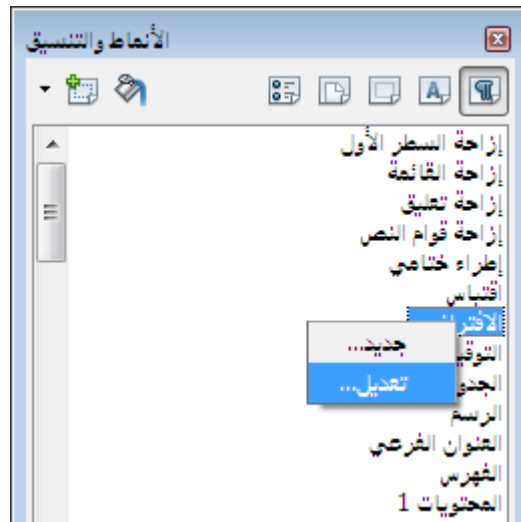 الأنماط والتنسيق
إزاحة السطر الأول
إزاحة القائمة
إزاحة تعليق
إزاحة قوام النص
إطراء ختامي
اقتباس
جديد...
تعديل...
الرسم
العنوان الفرعي
الفهرس
المحتويات 1